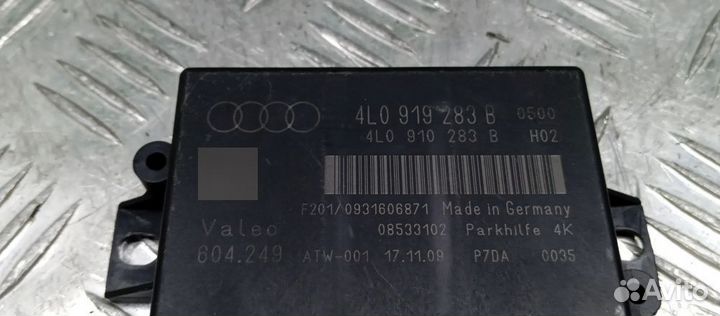 4L0 919 283 B 0500
4L0 910 283 B H02
F201/0931606871 Made in Germany
Valeo 08533102 Parkhilfe 4K
604.249 ATW-001 17.11.09 P7DA 0035
Avito